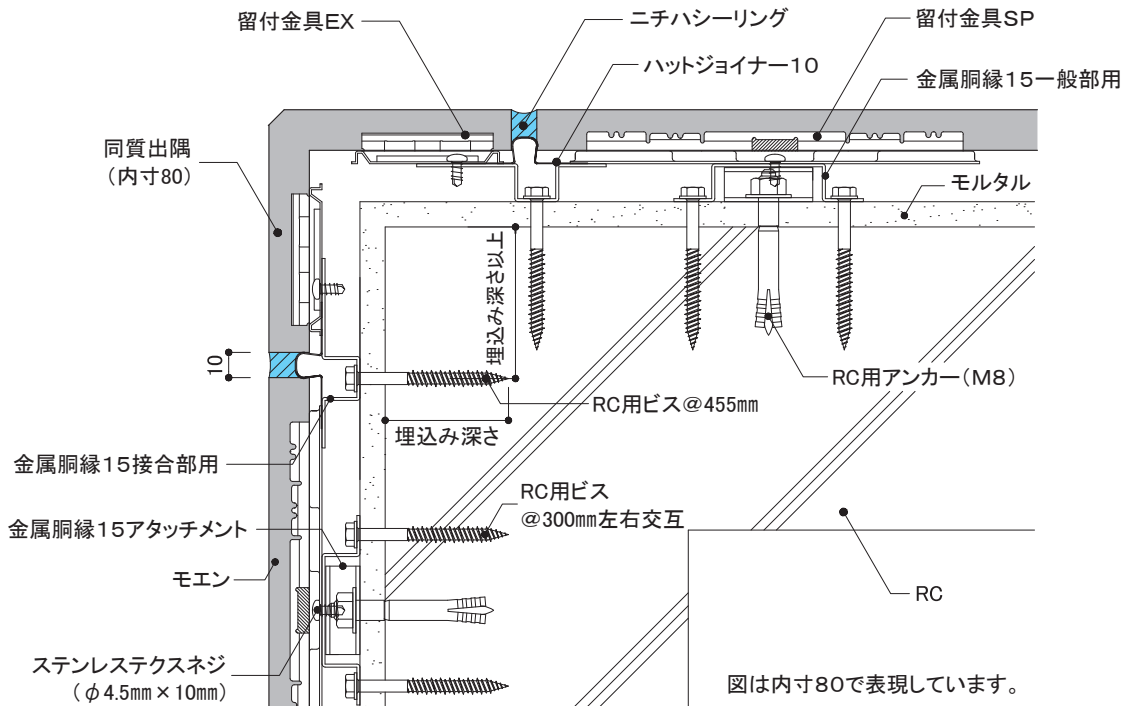 留付金具EX
ニチハシーリング
留付金具SP
ハットジョイナー10
金属胴縁15一般部用
同質出隅
(内寸80)
モルタル
埋込み深さ以上
10
RC用アンカー(M8)
RC用ビス@455mm
埋込み深さ
金属胴縁15接合部用
RC用ビス
@300mm左右交互
金属胴縁15アタッチメント
モエン
RC
ステンレステクスネジ
(φ4.5mm×10mm)
図は内寸80で表現しています。